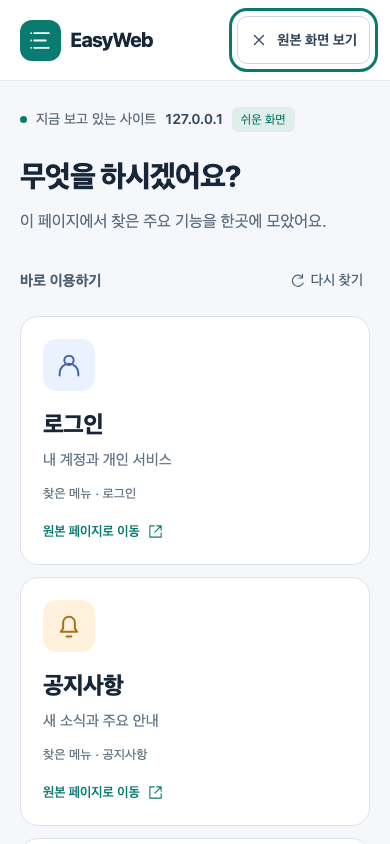 EasyWeb
원본 화면 보기
지금 보고 있는 사이트 127.0.0.1 쉬운 화면
무엇을 하시겠어요?
이 페이지에서 찾은 주요 기능을 한곳에 모았어요.
바로 이용하기
다시 찾기
로그인
내 계정과 개인 서비스
찾은 메뉴 · 로그인
원본 페이지로 이동
공지사항
새 소식과 주요 안내
찾은 메뉴 · 공지사항
원본 페이지로 이동